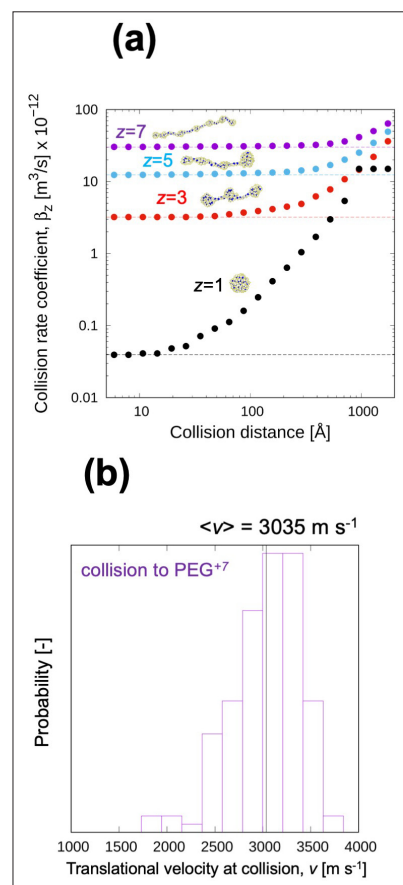 (a)
Collision rate coefficient, βz [m³/s] x 10⁻¹²
100
10
1
0.1
0.01
z=7
z=5
z=3
z=1
10
100
1000
Collision distance [Å]
(b)
<v> = 3035 m s⁻¹
collision to PEG⁺⁷
Probability [-]
1000 1500 2000 2500 3000 3500 4000
Translational velocity at collision, v [m s⁻¹]